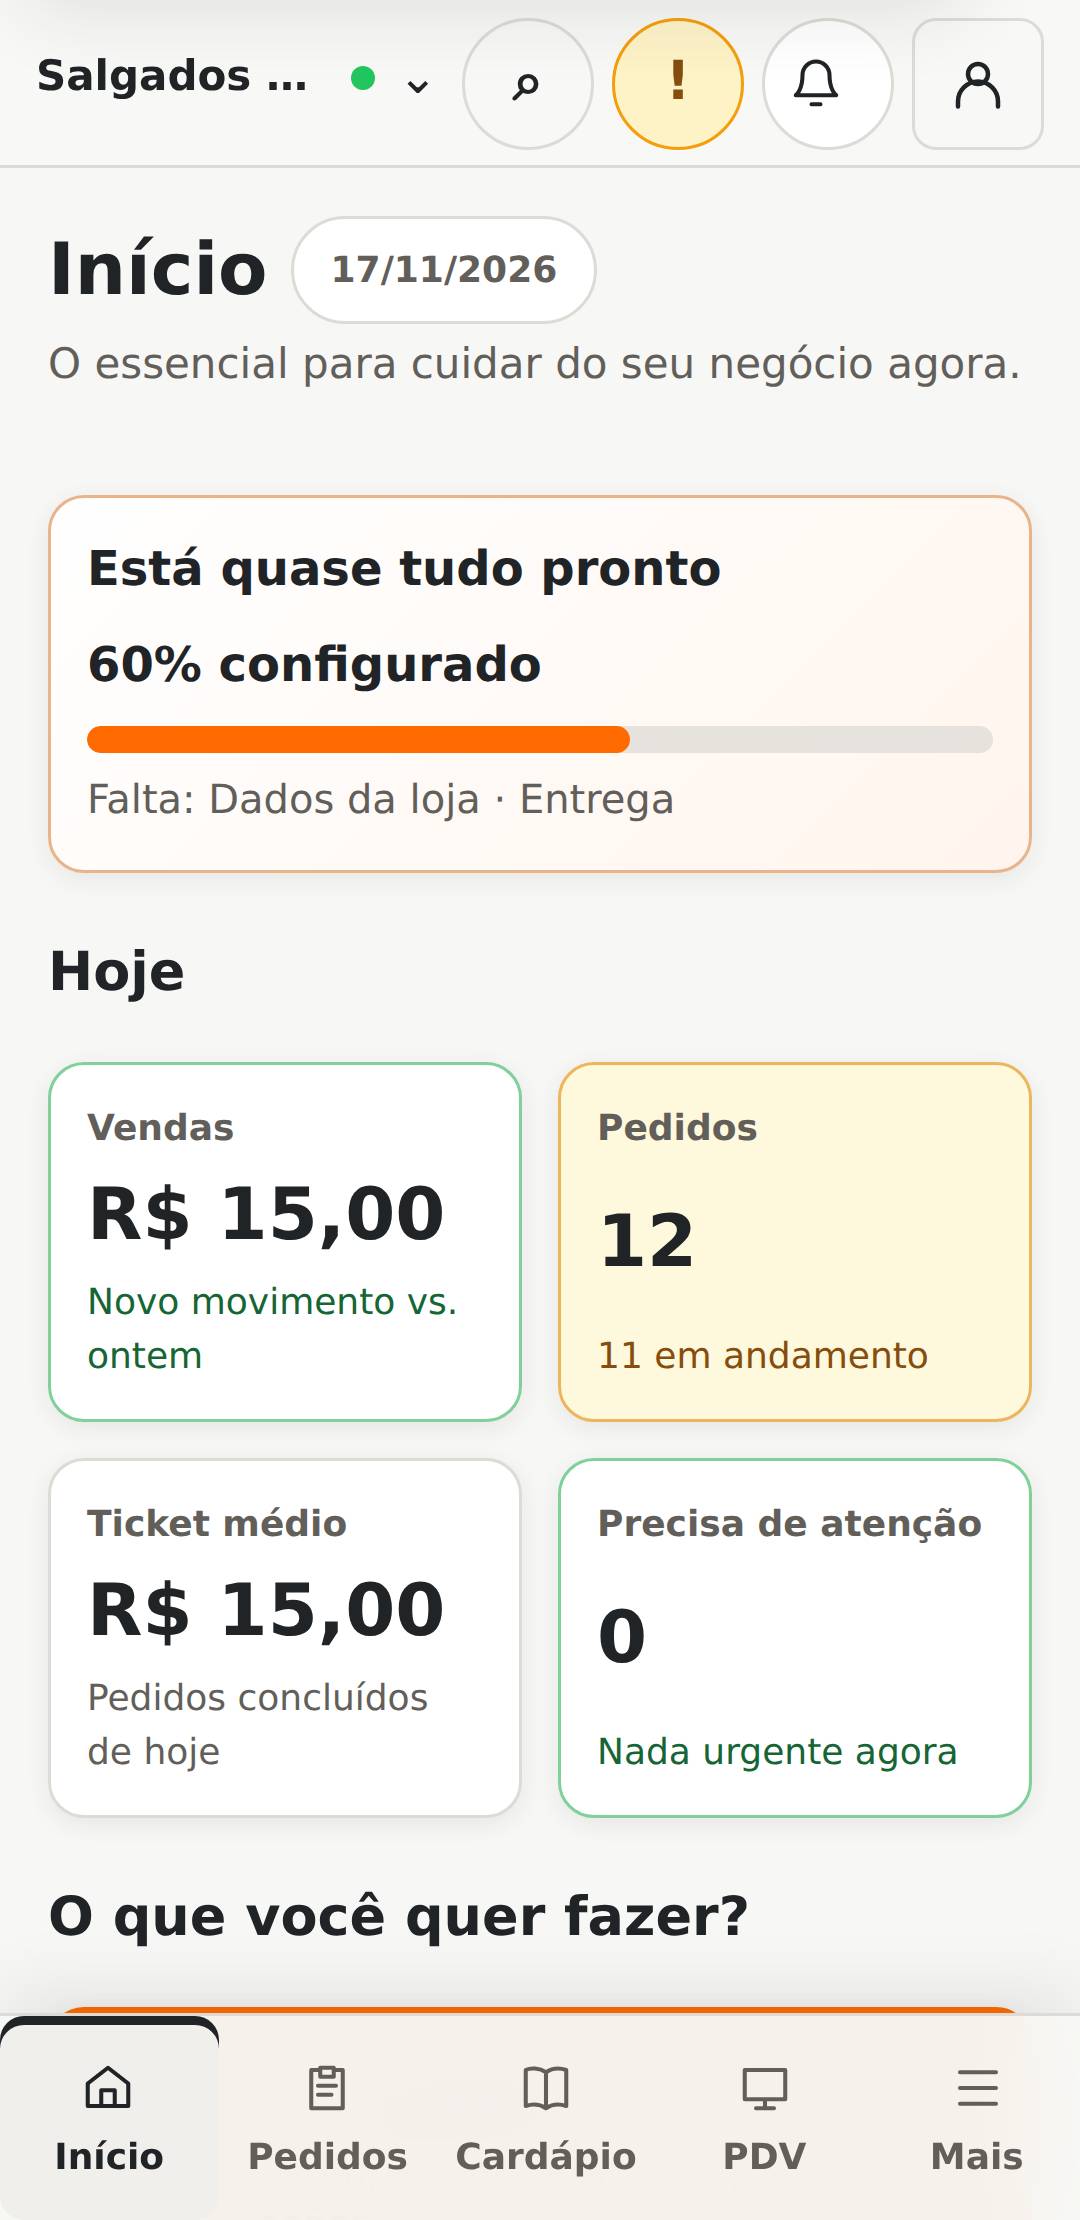 Salgados ...
!
Início
17/11/2026
O essencial para cuidar do seu negócio agora.
Está quase tudo pronto
60% configurado
Falta: Dados da loja · Entrega
Hoje
Vendas
R$ 15,00
Novo movimento vs.
ontem
Pedidos
12
11 em andamento
Ticket médio
R$ 15,00
Pedidos concluídos
de hoje
Precisa de atenção
0
Nada urgente agora
O que você quer fazer?
Início
Pedidos
Cardápio
PDV
Mais